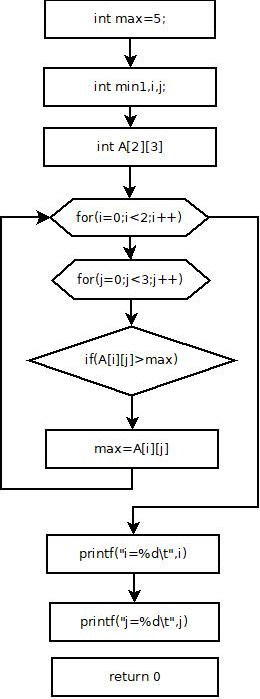 int max=5;
int min1,i,j;
int A[2][3]
for(i=0;i<2;i++)
for(j=0;j<3;j++)
if(A[i][j]>max)
max=A[i][j]
printf("i=%d\t",i)
printf("j=%d\t",j)
return 0